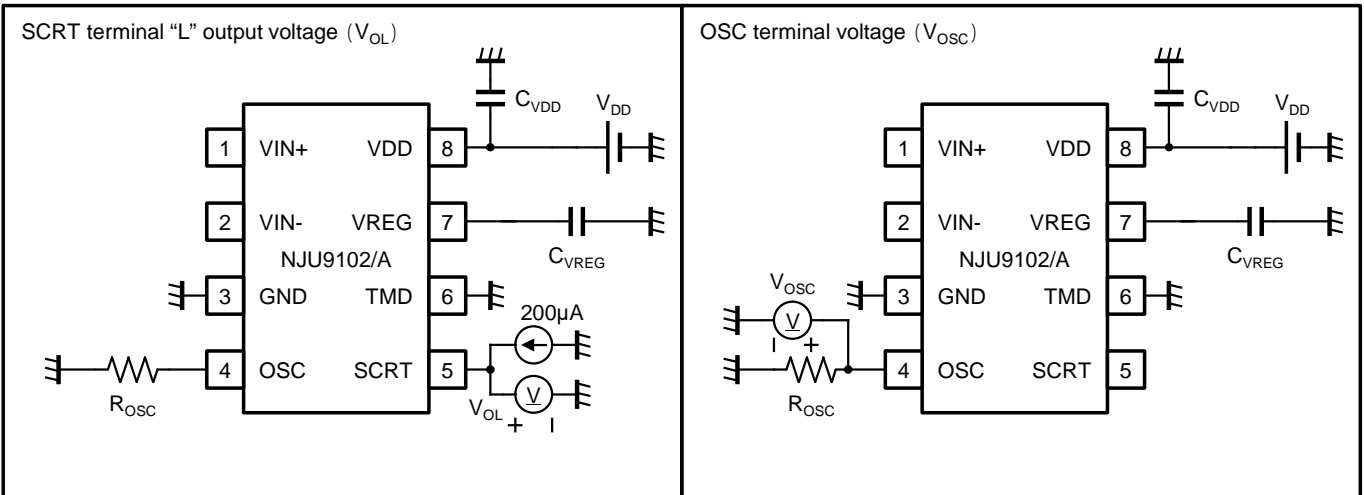 SCRT terminal “L” output voltage (VOL)
CVDD
VDD
1 VIN+ VDD 8
2 VIN- VREG 7
CVREG
NJU9102/A
3 GND TMD 6
200µA
4 OSC SCRT 5
ROSC
V
VOL
+ −
OSC terminal voltage (VOSC)
CVDD
VDD
1 VIN+ VDD 8
2 VIN- VREG 7
CVREG
NJU9102/A
VOSC
3 GND TMD 6
V
− +
4 OSC SCRT 5
ROSC